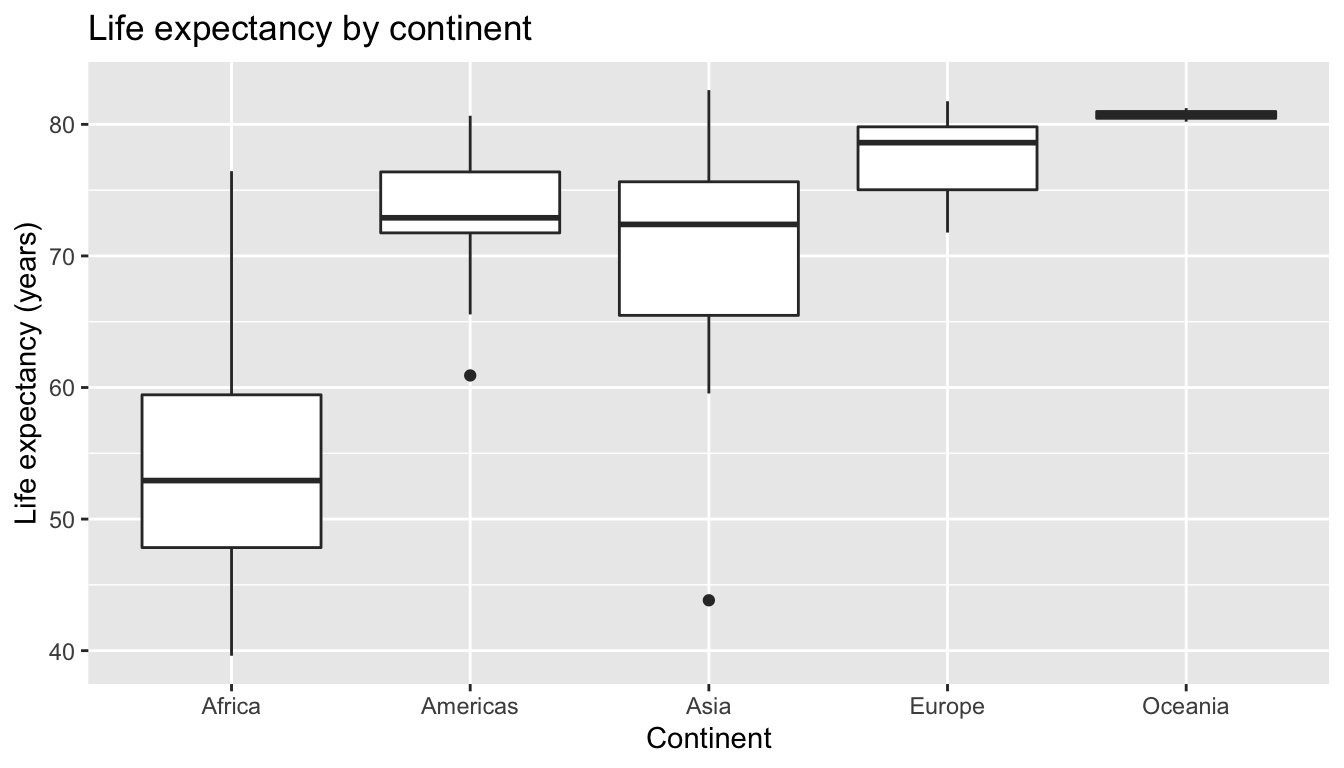 Life expectancy by continent
Life expectancy (years)
80
70
60
50
40
Africa Americas Asia Europe Oceania
Continent